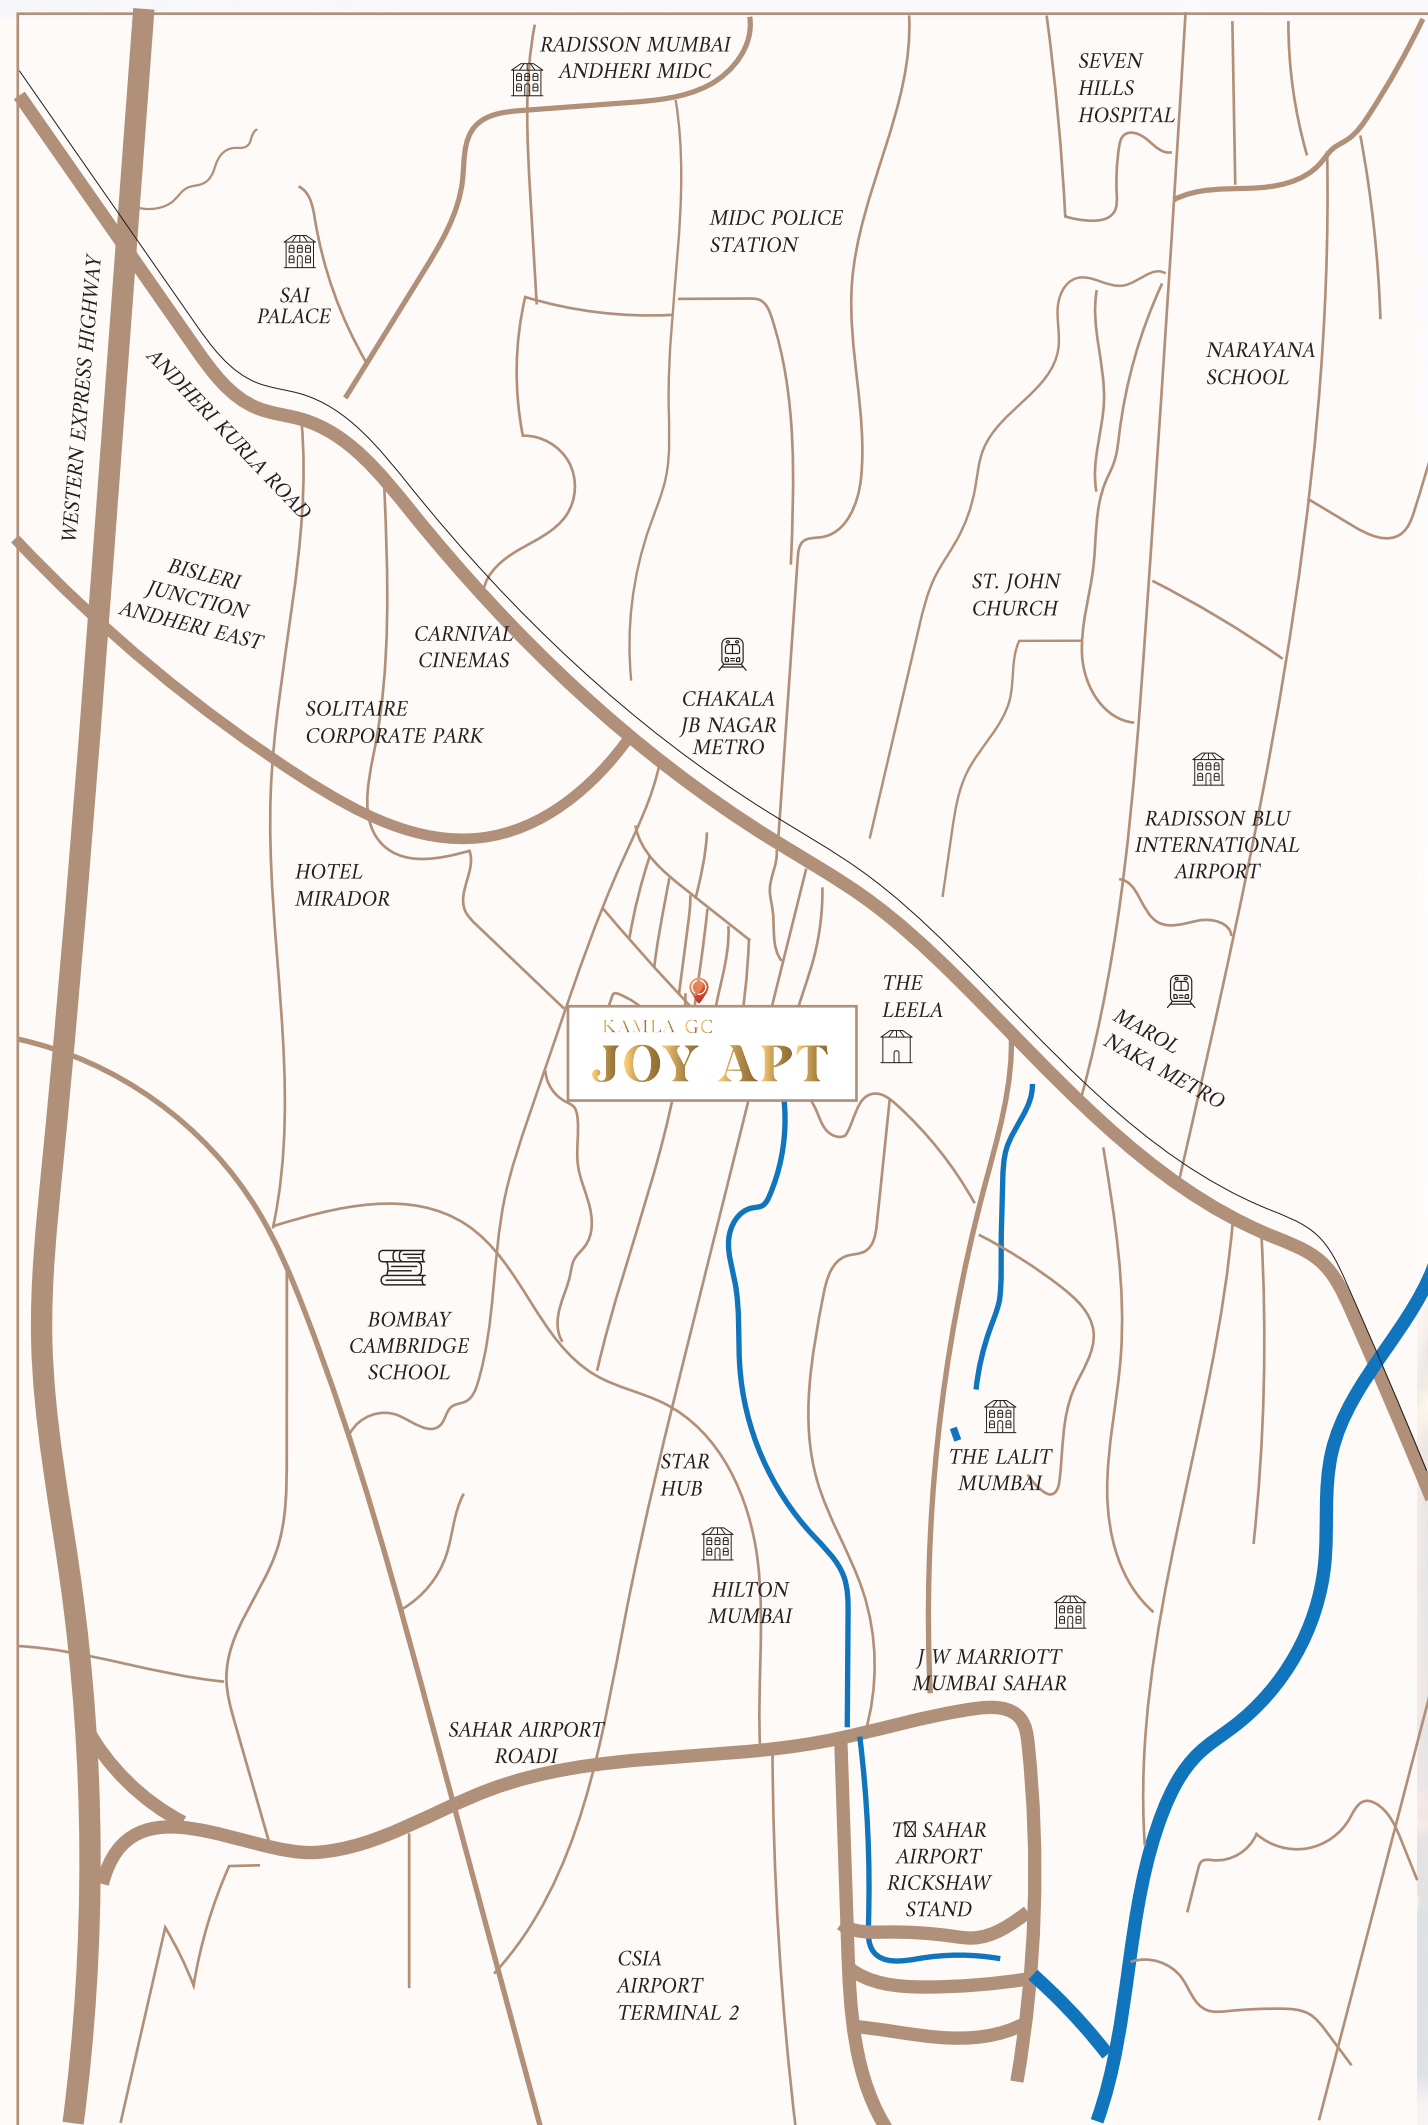 RADISSON MUMBAI
ANDHERI MIDC
SEVEN
HILLS
HOSPITAL
MIDC POLICE
STATION
SAI
PALACE
WESTERN EXPRESS HIGHWAY
ANDHERI KURLA ROAD
NARAYANA
SCHOOL
BISLERI
JUNCTION
ANDHERI EAST
CARNIVAL
CINEMAS
ST. JOHN
CHURCH
SOLITAIRE
CORPORATE PARK
CHAKALA
JB NAGAR
METRO
RADISSON BLU
INTERNATIONAL
AIRPORT
HOTEL
MIRADOR
THE
LEELA
MAROL
NAKA METRO
KAMLA GC
JOY APT
BOMBAY
CAMBRIDGE
SCHOOL
STAR
HUB
THE LALIT
MUMBAI
HILTON
MUMBAI
J W MARRIOTT
MUMBAI SAHAR
SAHAR AIRPORT
ROADI
SAHAR
AIRPORT
RICKSHAW
STAND
CSIA
AIRPORT
TERMINAL 2